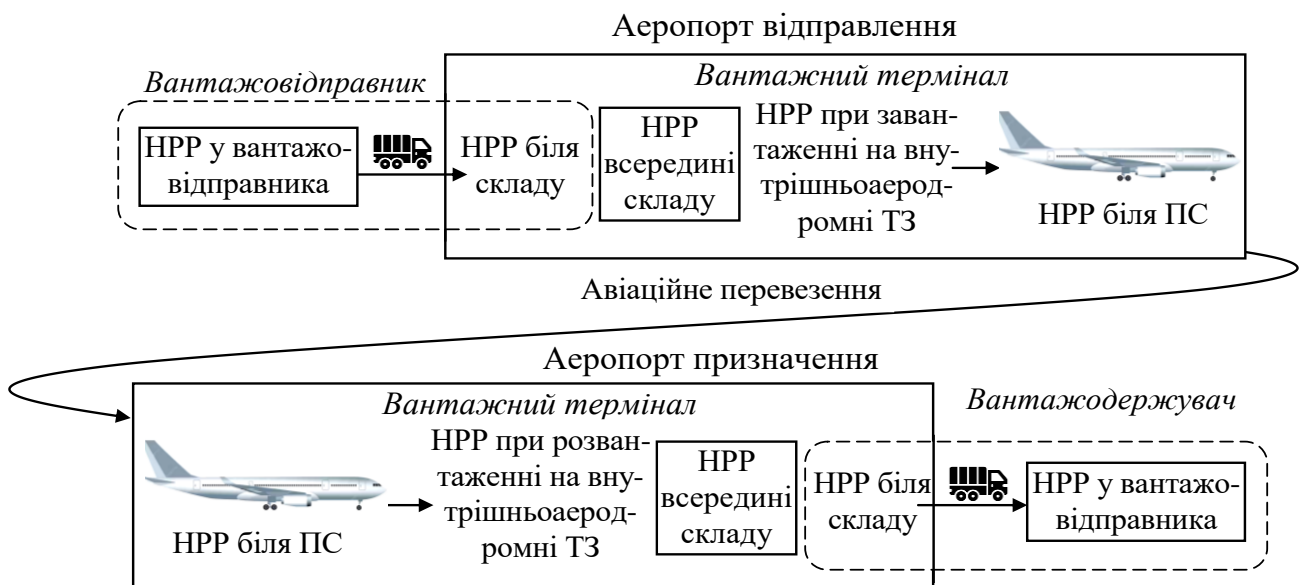 Аеропорт відправлення
Вантажовідправник
Вантажний термінал
НРР у вантажо-
відправника
НРР біля
складу
НРР
всередині
складу
НРР при заван-
таженні на вну-
трішньоаерод-
ромні ТЗ
НРР біля ПС
Авіаційне перевезення
Аеропорт призначення
Вантажний термінал
Вантажодержувач
НРР біля ПС
НРР при розван-
таженні на вну-
трішньоаерод-
ромні ТЗ
НРР
всередині
складу
НРР біля
складу
НРР у вантажо-
відправника